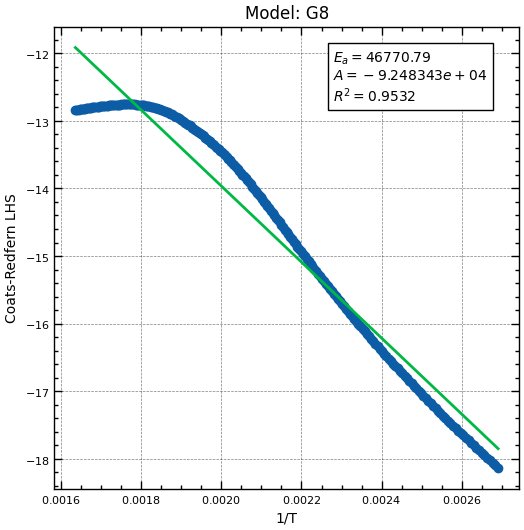 Model: G8
E_a = 46770.79
A = −9.248343e + 04
R² = 0.9532
−12
−13
−14
−15
−16
−17
−18
Coats-Redfern LHS
0.0016 0.0018 0.0020 0.0022 0.0024 0.0026
1/T